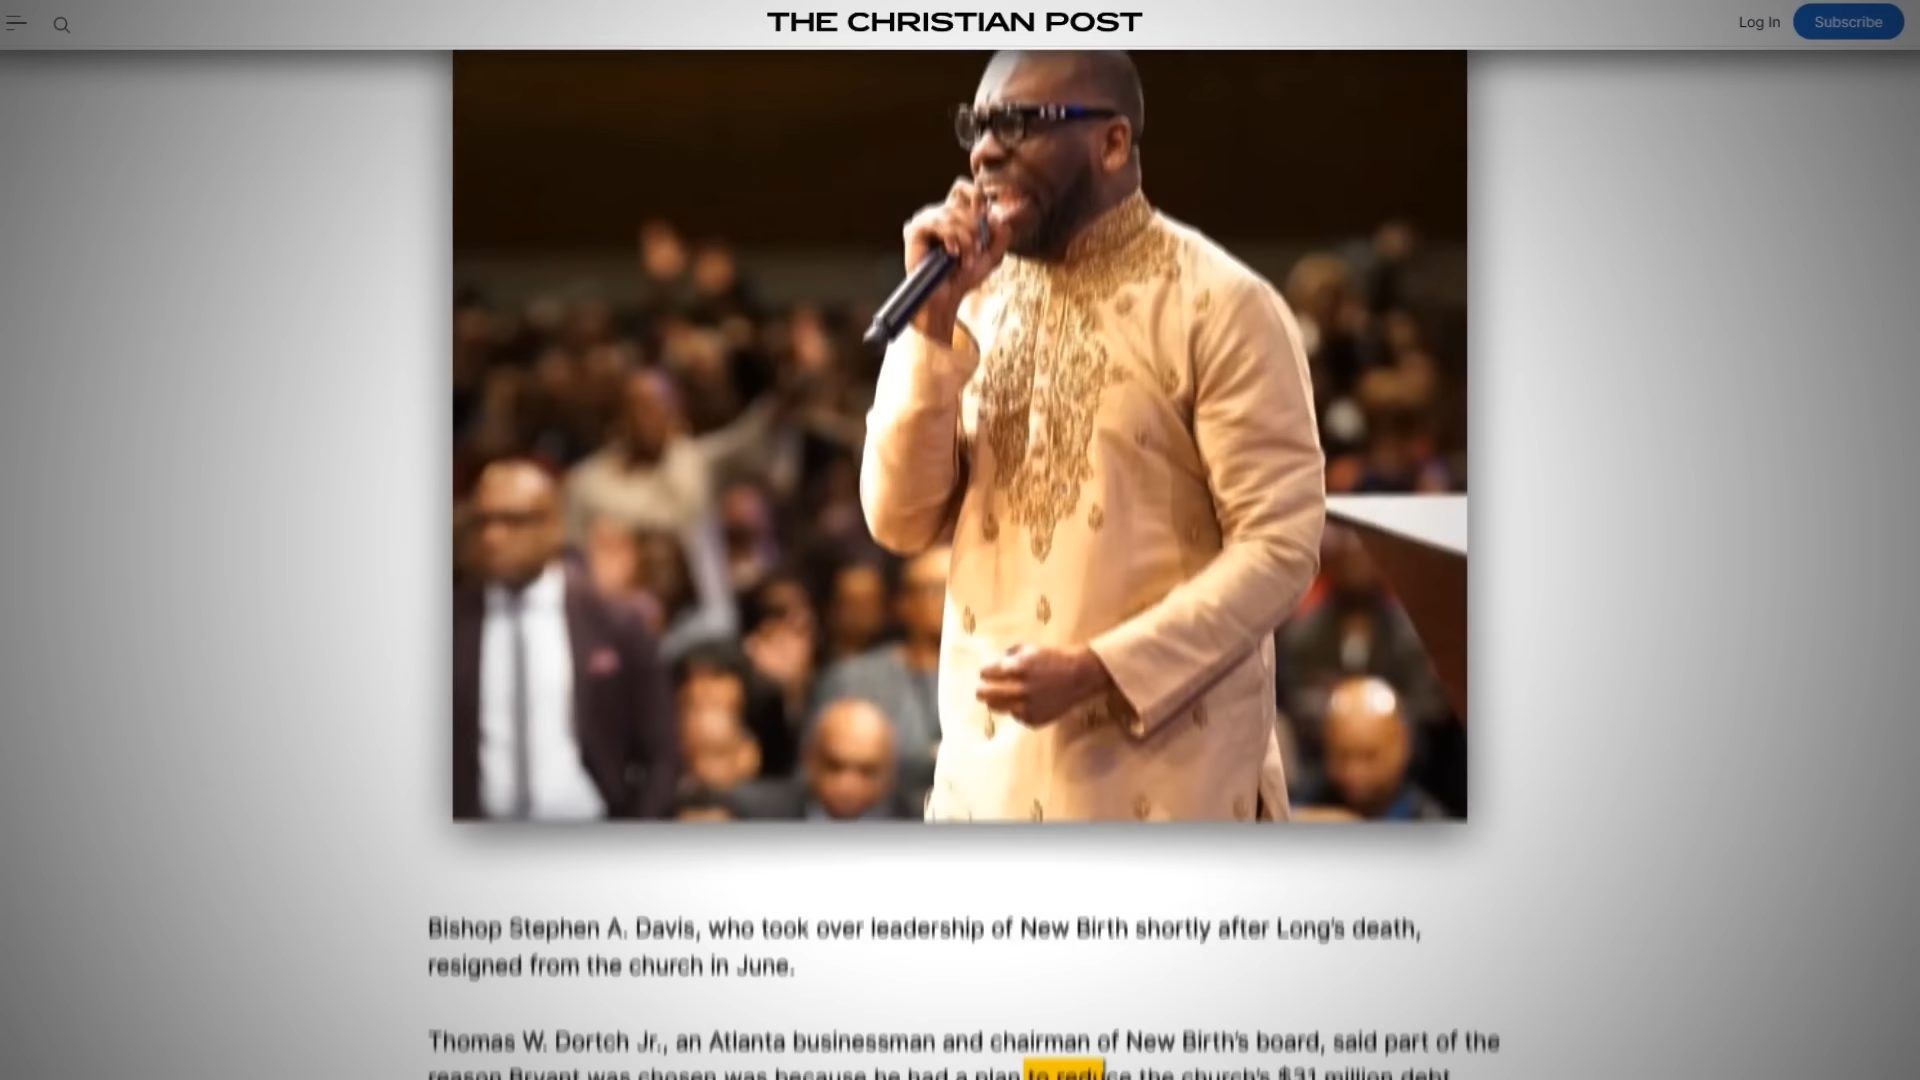 THE CHRISTIAN POST
Log In
Subscribe
Bishop Stephen A. Davis, who took over leadership of New Birth shortly after Long's death,
resigned from the church in June.
Thomas W. Dortch Jr., an Atlanta businessman and chairman of New Birth's board, said part of the
reason Bryant was chosen was because he had a plan to reduce the church's $31 million debt